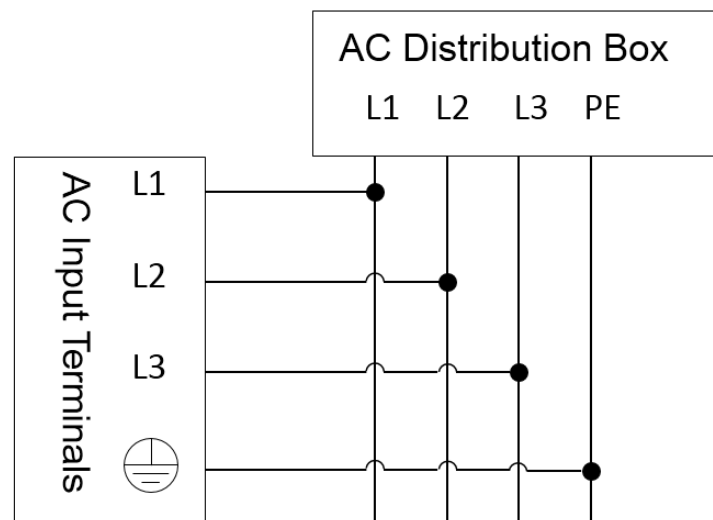 AC Distribution Box
L1 L2 L3 PE
AC Input Terminals
L1
L2
L3